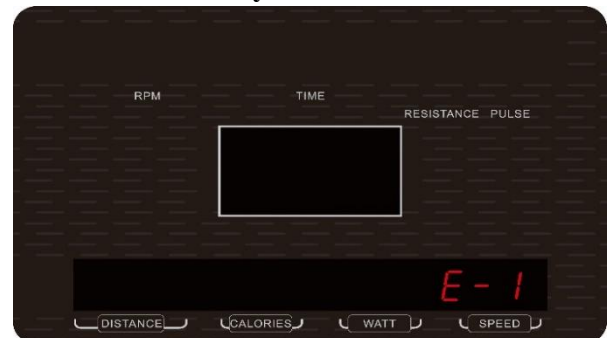 RPM TIME
RESISTANCE PULSE
E-1
DISTANCE CALORIES WATT SPEED